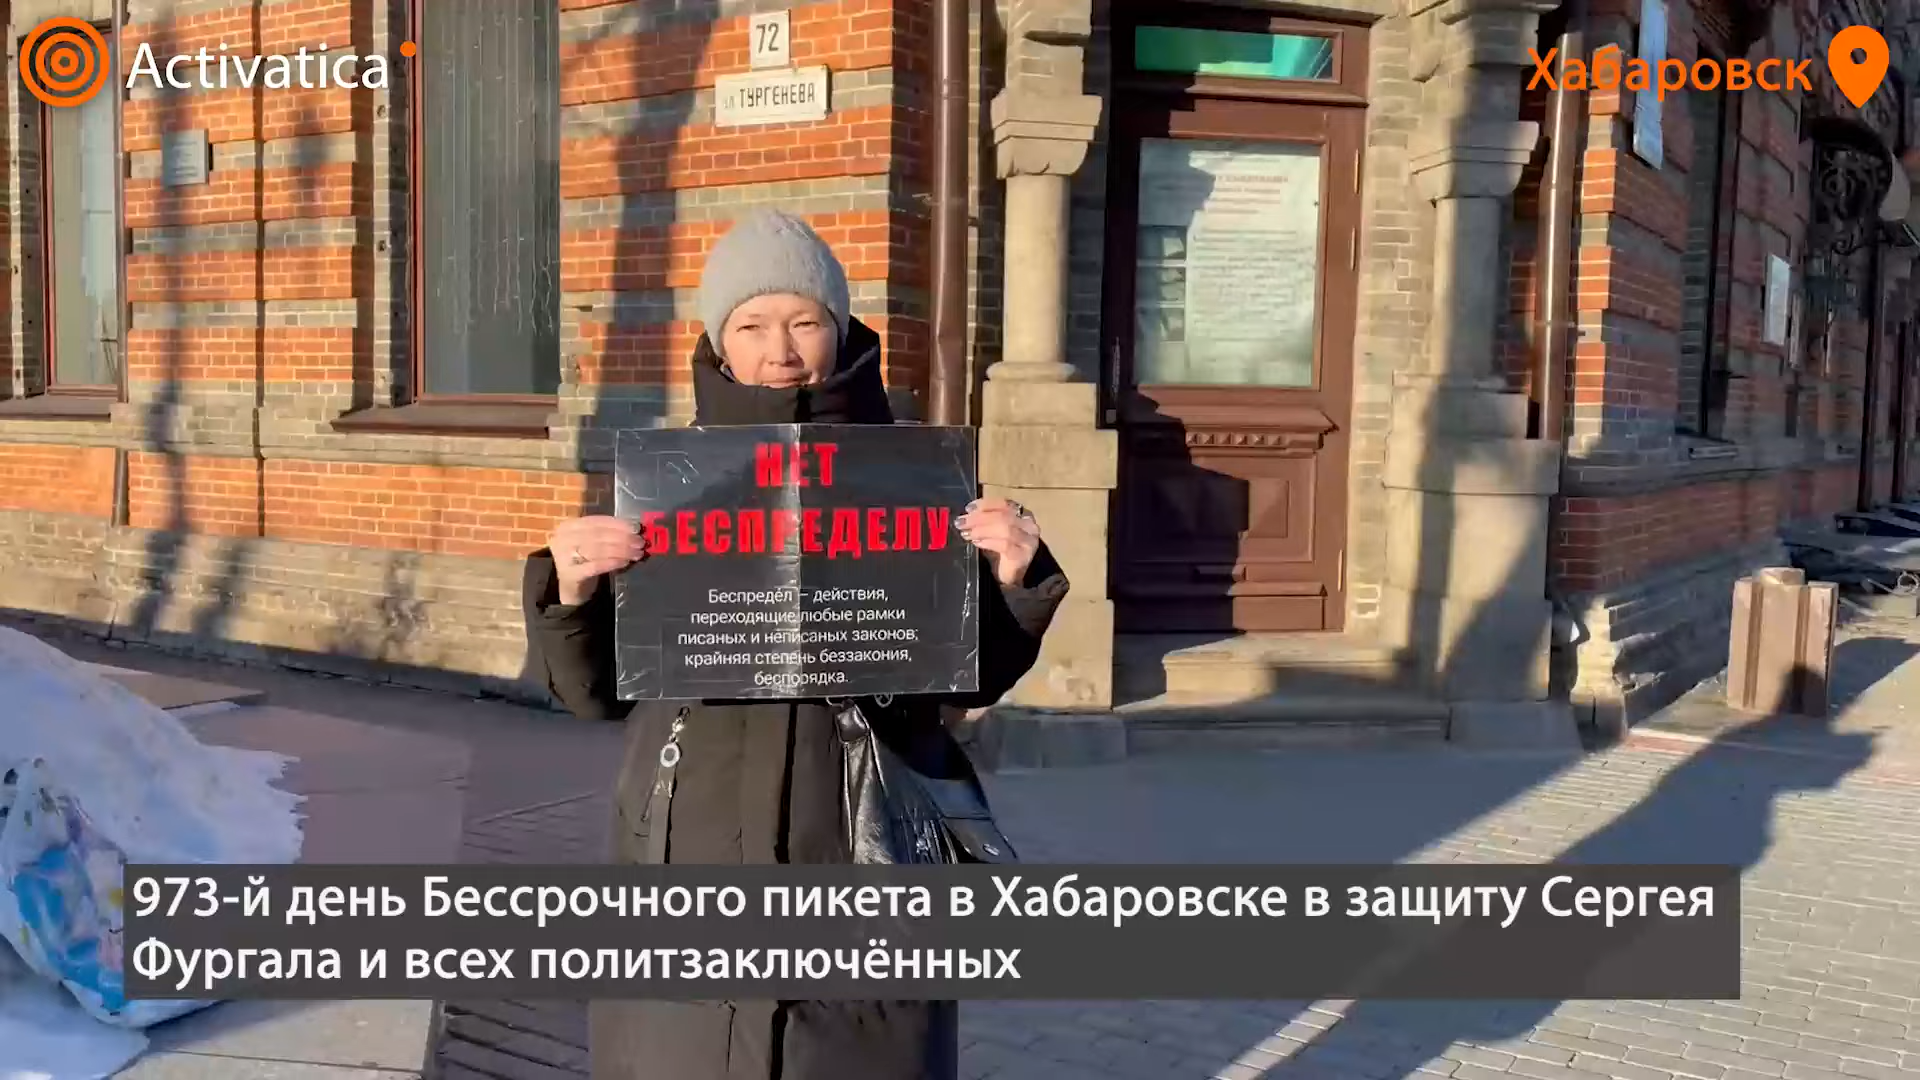 Activatica
Хабаровск
72
ул. ТУРГЕНЕВА
НЕТ
БЕСПРЕДЕЛУ
Беспредел – действия,
переходящие любые рамки
писаных и неписаных законов;
крайняя степень беззакония,
беспорядка.
973-й день Бессрочного пикета в Хабаровске в защиту Сергея
Фургала и всех политзаключённых